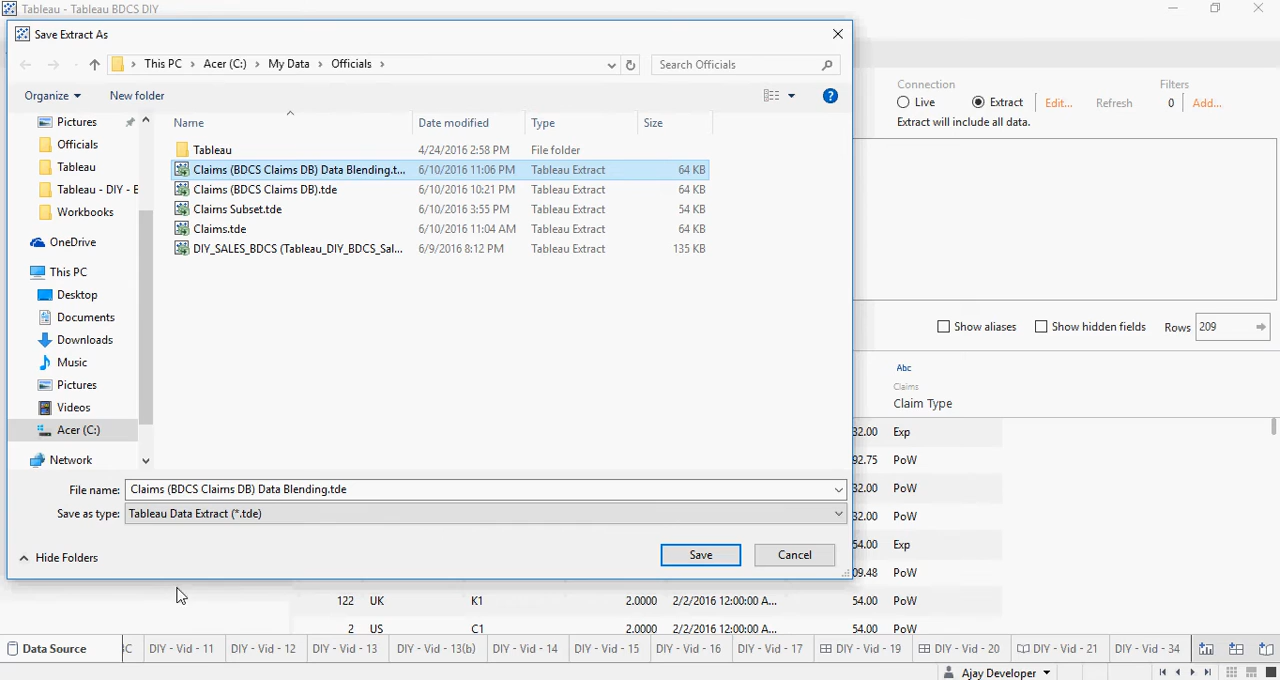 Tableau - Tableau BDCS DIY
Save Extract As
This PC > Acer (C:) > My Data > Officials >
Search Officials
Organize
New folder
Connection
Filters
Live
Extract
Edit...
Refresh
0
Add...
Extract will include all data.
Name
Date modified
Type
Size
Pictures
Officials
Tableau
Tableau - DIY - E
Workbooks
OneDrive
This PC
Desktop
Documents
Downloads
Music
Pictures
Videos
Acer (C:)
Network
Tableau 4/24/2016 2:58 PM File folder
Claims (BDCS Claims DB) Data Blending.t... 6/10/2016 11:06 PM Tableau Extract 64 KB
Claims (BDCS Claims DB).tde 6/10/2016 10:21 PM Tableau Extract 64 KB
Claims Subset.tde 6/10/2016 3:55 PM Tableau Extract 54 KB
Claims.tde 6/10/2016 11:04 AM Tableau Extract 64 KB
DIY_SALES_BDCS (Tableau_DIY_BDCS_Sal... 6/9/2016 8:12 PM Tableau Extract 135 KB
File name: Claims (BDCS Claims DB) Data Blending.tde
Save as type: Tableau Data Extract (*.tde)
Hide Folders
Save
Cancel
Show aliases
Show hidden fields
Rows
209
Abc
Claims
Claim Type
32.00 Exp
92.75 PoW
32.00 PoW
32.00 PoW
54.00 Exp
09.48 PoW
122 UK K1 2.0000 2/2/2016 12:00:00 A... 54.00 PoW
2 US C1 2.0000 2/2/2016 12:00:00 A... 54.00 PoW
Data Source
C
DIY - Vid - 11
DIY - Vid - 12
DIY - Vid - 13
DIY - Vid - 13(b)
DIY - Vid - 14
DIY - Vid - 15
DIY - Vid - 16
DIY - Vid - 17
DIY - Vid - 19
DIY - Vid - 20
DIY - Vid - 21
DIY - Vid - 34
Ajay Developer